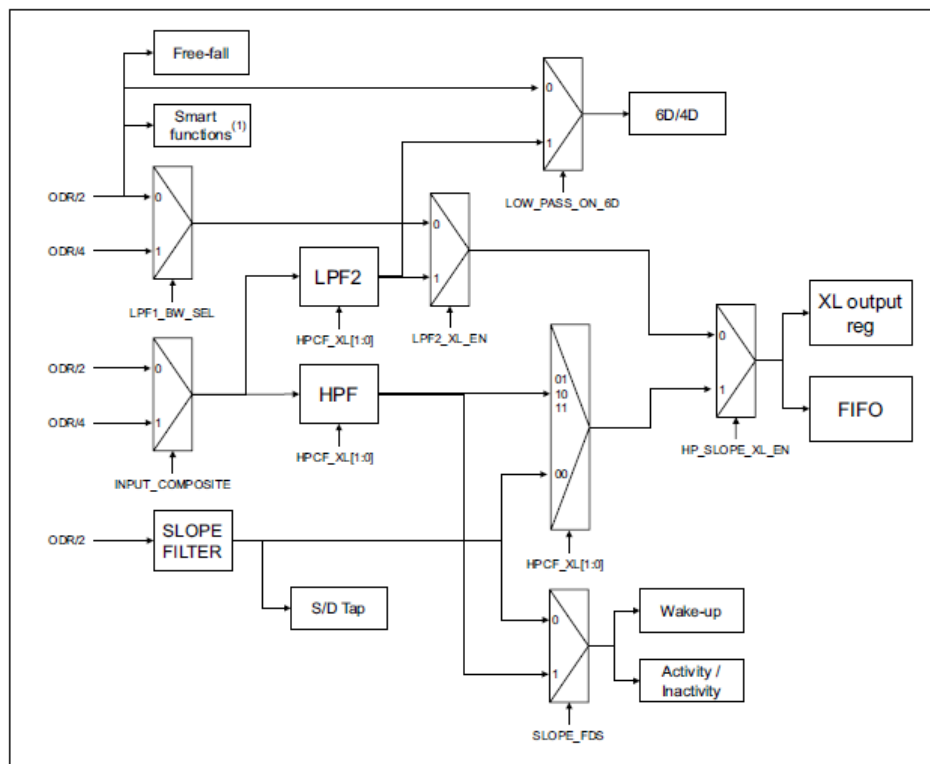 Free-fall
Smart
functions(1)
0
1
6D/4D
LOW_PASS_ON_6D
ODR/2
0
ODR/4
1
LPF1_BW_SEL
0
1
LPF2_XL_EN
LPF2
HPCF_XL[1:0]
XL output
reg
FIFO
0
1
HP_SLOPE_XL_EN
ODR/2
0
ODR/4
1
INPUT_COMPOSITE
HPF
HPCF_XL[1:0]
01
10
11
00
HPCF_XL[1:0]
ODR/2
SLOPE
FILTER
S/D Tap
0
1
SLOPE_FDS
Wake-up
Activity /
Inactivity